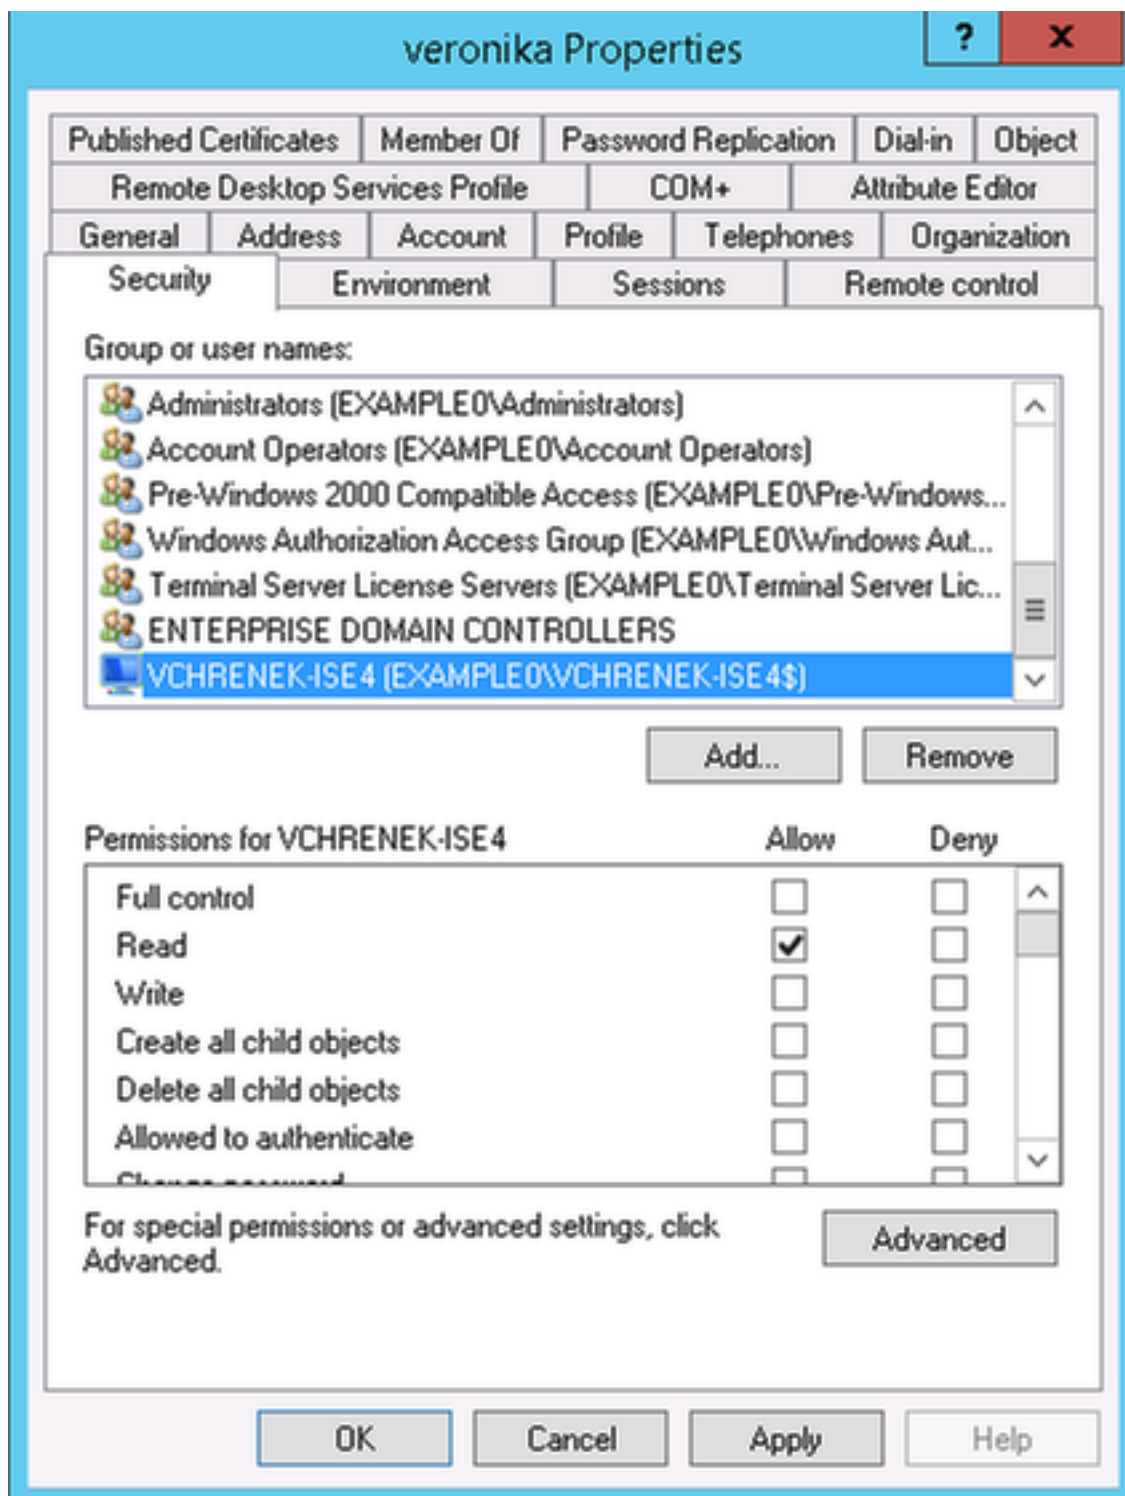 veronika Properties
?
x
Published Certificates Member Of Password Replication Dial-in Object
Remote Desktop Services Profile COM+ Attribute Editor
General Address Account Profile Telephones Organization
Security Environment Sessions Remote control
Group or user names:
Administrators (EXAMPLE0\Administrators)
Account Operators (EXAMPLE0\Account Operators)
Pre-Windows 2000 Compatible Access (EXAMPLE0\Pre-Windows...
Windows Authorization Access Group (EXAMPLE0\Windows Aut...
Terminal Server License Servers (EXAMPLE0\Terminal Server Lic...
ENTERPRISE DOMAIN CONTROLLERS
VCHRENEK-ISE4 (EXAMPLE0\VCHRENEK-ISE4$)
Add... Remove
Permissions for VCHRENEK-ISE4 Allow Deny
Full control
Read
Write
Create all child objects
Delete all child objects
Allowed to authenticate
Change password
For special permissions or advanced settings, click
Advanced.
Advanced
OK Cancel Apply Help